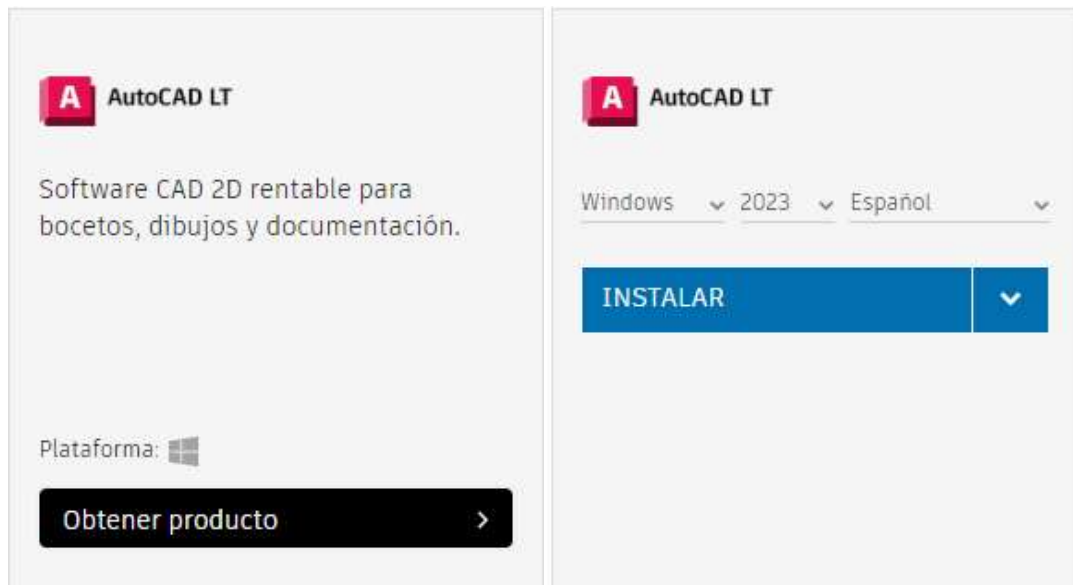 A AutoCAD LT
Software CAD 2D rentable para
bocetos, dibujos y documentación.
Plataforma:
Obtener producto
A AutoCAD LT
Windows 2023 Español
INSTALAR